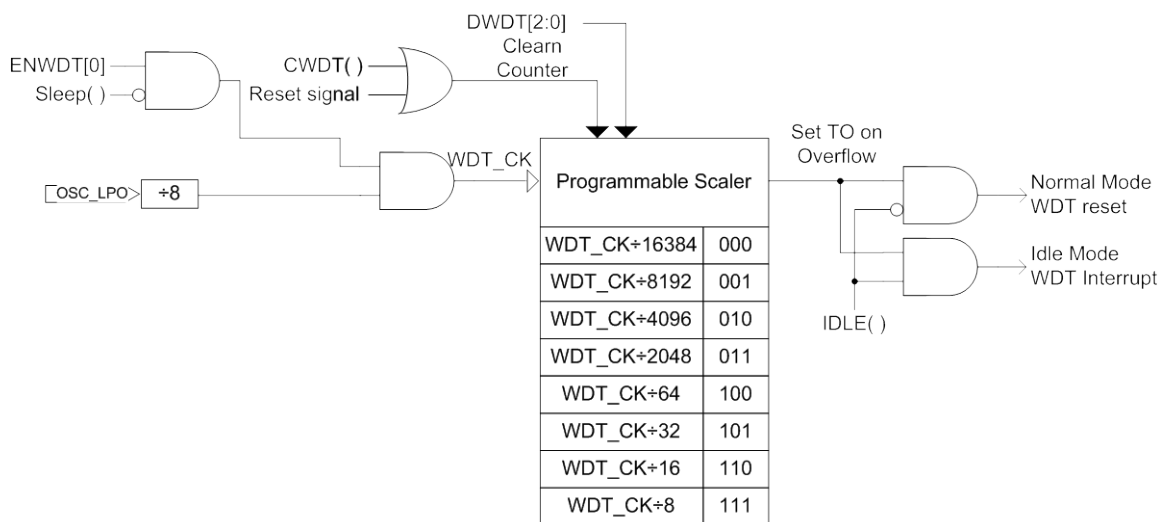 DWDT[2:0]
Clearn
Counter
ENWDT[0]
Sleep( )
CWDT( )
Reset signal
OSC_LPO
÷8
WDT_CK
Programmable Scaler
Set TO on
Overflow
Normal Mode
WDT reset
Idle Mode
WDT Interrupt
IDLE( )
WDT_CK÷16384 000
WDT_CK÷8192 001
WDT_CK÷4096 010
WDT_CK÷2048 011
WDT_CK÷64 100
WDT_CK÷32 101
WDT_CK÷16 110
WDT_CK÷8 111